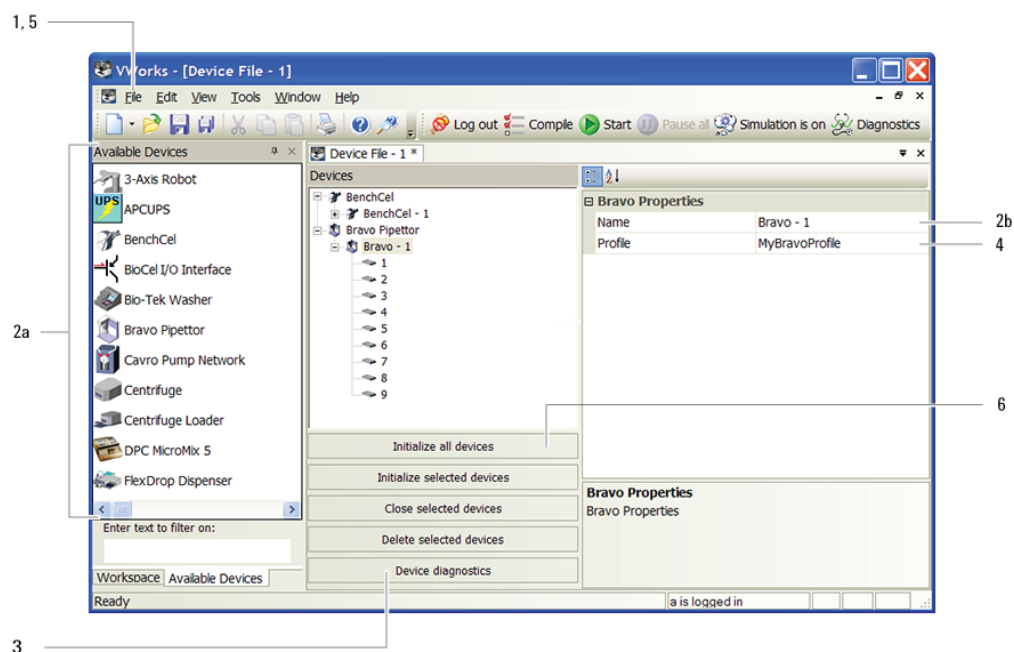 1, 5
VWorks - [Device File - 1]
File Edit View Tools Window Help
Log out Compile Start Pause all Simulation is on Diagnostics
Available Devices
Device File - 1 *
3-Axis Robot
UPS
APCUPS
BenchCel
BioCel I/O Interface
Bio-Tek Washer
Bravo Pipettor
Cavro Pump Network
Centrifuge
Centrifuge Loader
DPC MicroMix 5
FlexDrop Dispenser
Enter text to filter on:
Workspace Available Devices
2a
Devices
BenchCel
BenchCel - 1
Bravo Pipettor
Bravo - 1
1
2
3
4
5
6
7
8
9
Initialize all devices
Initialize selected devices
Close selected devices
Delete selected devices
Device diagnostics
Bravo Properties
Name Bravo - 1
Profile MyBravoProfile
2b
4
6
Bravo Properties
Bravo Properties
Ready
a is logged in
3